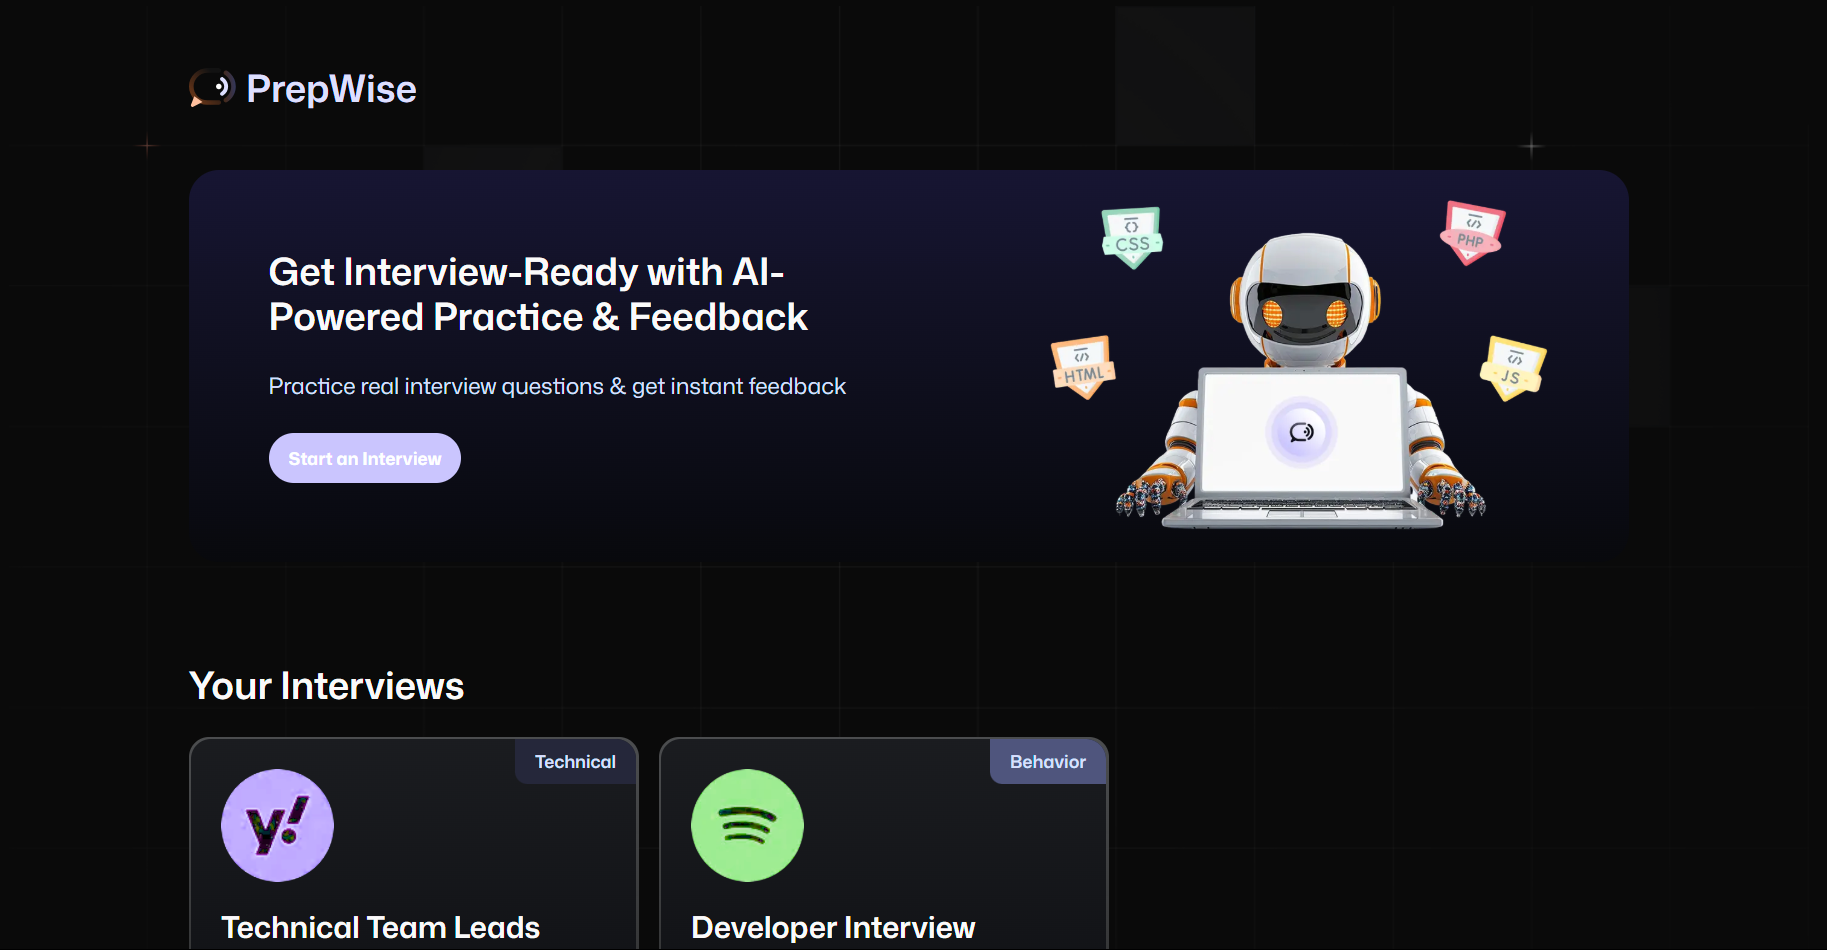 PrepWise
Get Interview-Ready with AI-
Powered Practice & Feedback
Practice real interview questions & get instant feedback
Start an Interview
CSS
PHP
HTML
JS
Your Interviews
Technical
Behavior
y!
Technical Team Leads
Developer Interview